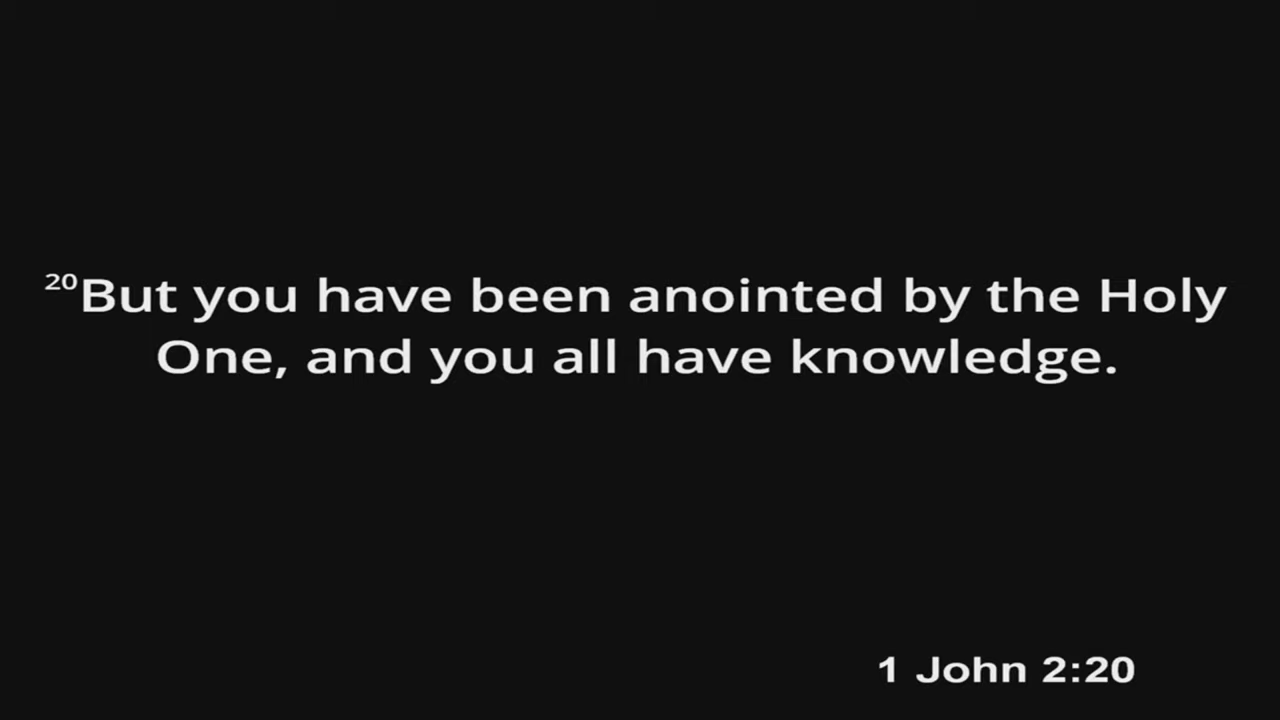 20But you have been anointed by the Holy
One, and you all have knowledge.
1 John 2:20